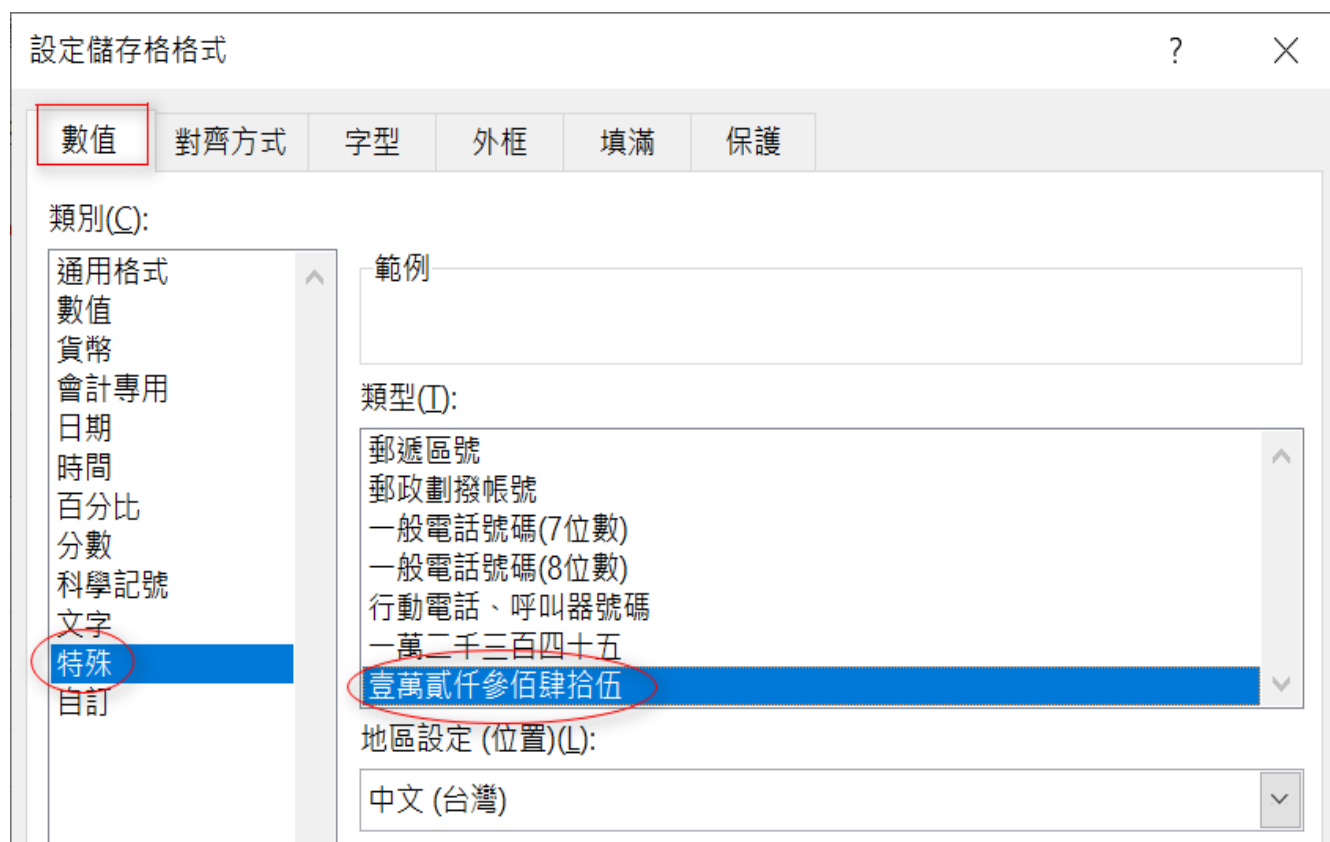 設定儲存格格式
?
數值 對齊方式 字型 外框 填滿 保護
類別(C):
通用格式
數值
貨幣
會計專用
日期
時間
百分比
分數
科學記號
文字
特殊
自訂
範例
類型(T):
郵遞區號
郵政劃撥帳號
一般電話號碼(7位數)
一般電話號碼(8位數)
行動電話、呼叫器號碼
一萬二千三百四十五
壹萬貳仟參佰肆拾伍
地區設定 (位置)(L):
中文 (台灣)